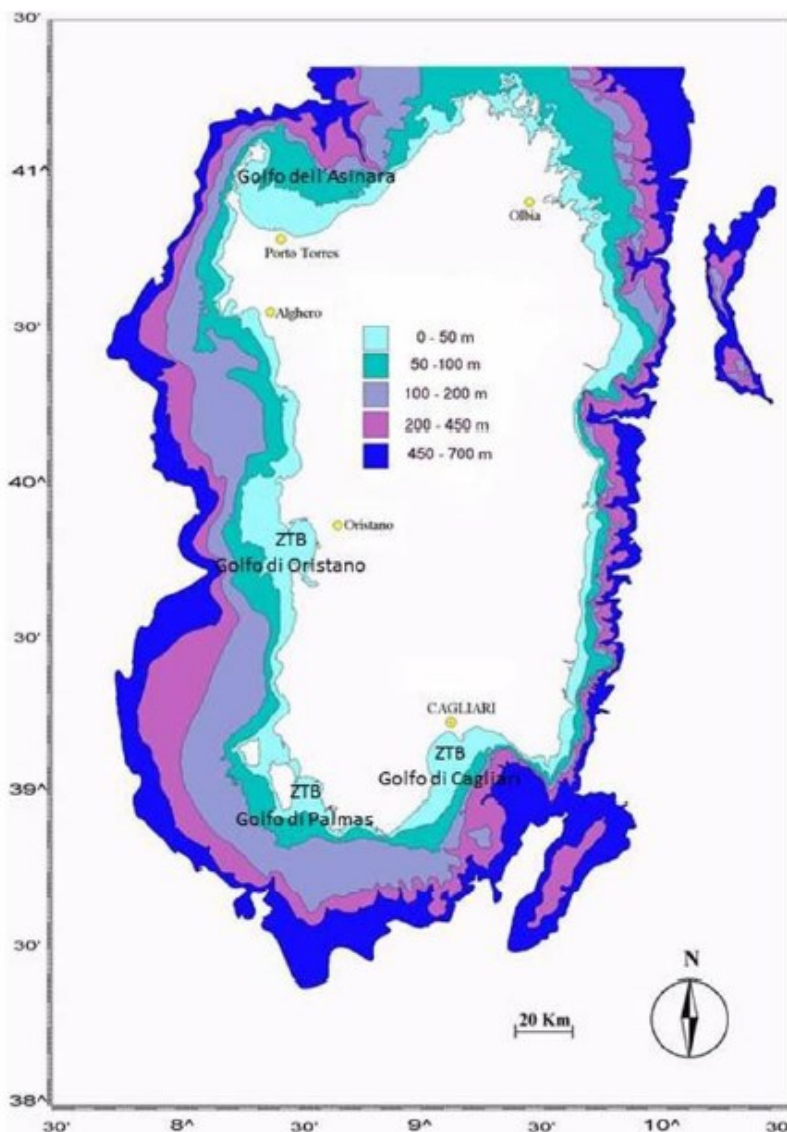 30'
41^
Golfo dell'Asinara
Olbia
Porto Torres
Alghero
30'
0 - 50 m
50 -100 m
100 - 200 m
200 - 450 m
450 - 700 m
40^
Oristano
ZTB
Golfo di Oristano
30'
CAGLIARI
ZTB
Golfo di Cagliari
39^
ZTB
Golfo di Palmas
30'
N
20 Km
38^
30' 8^ 30' 9^ 30' 10^ 30'